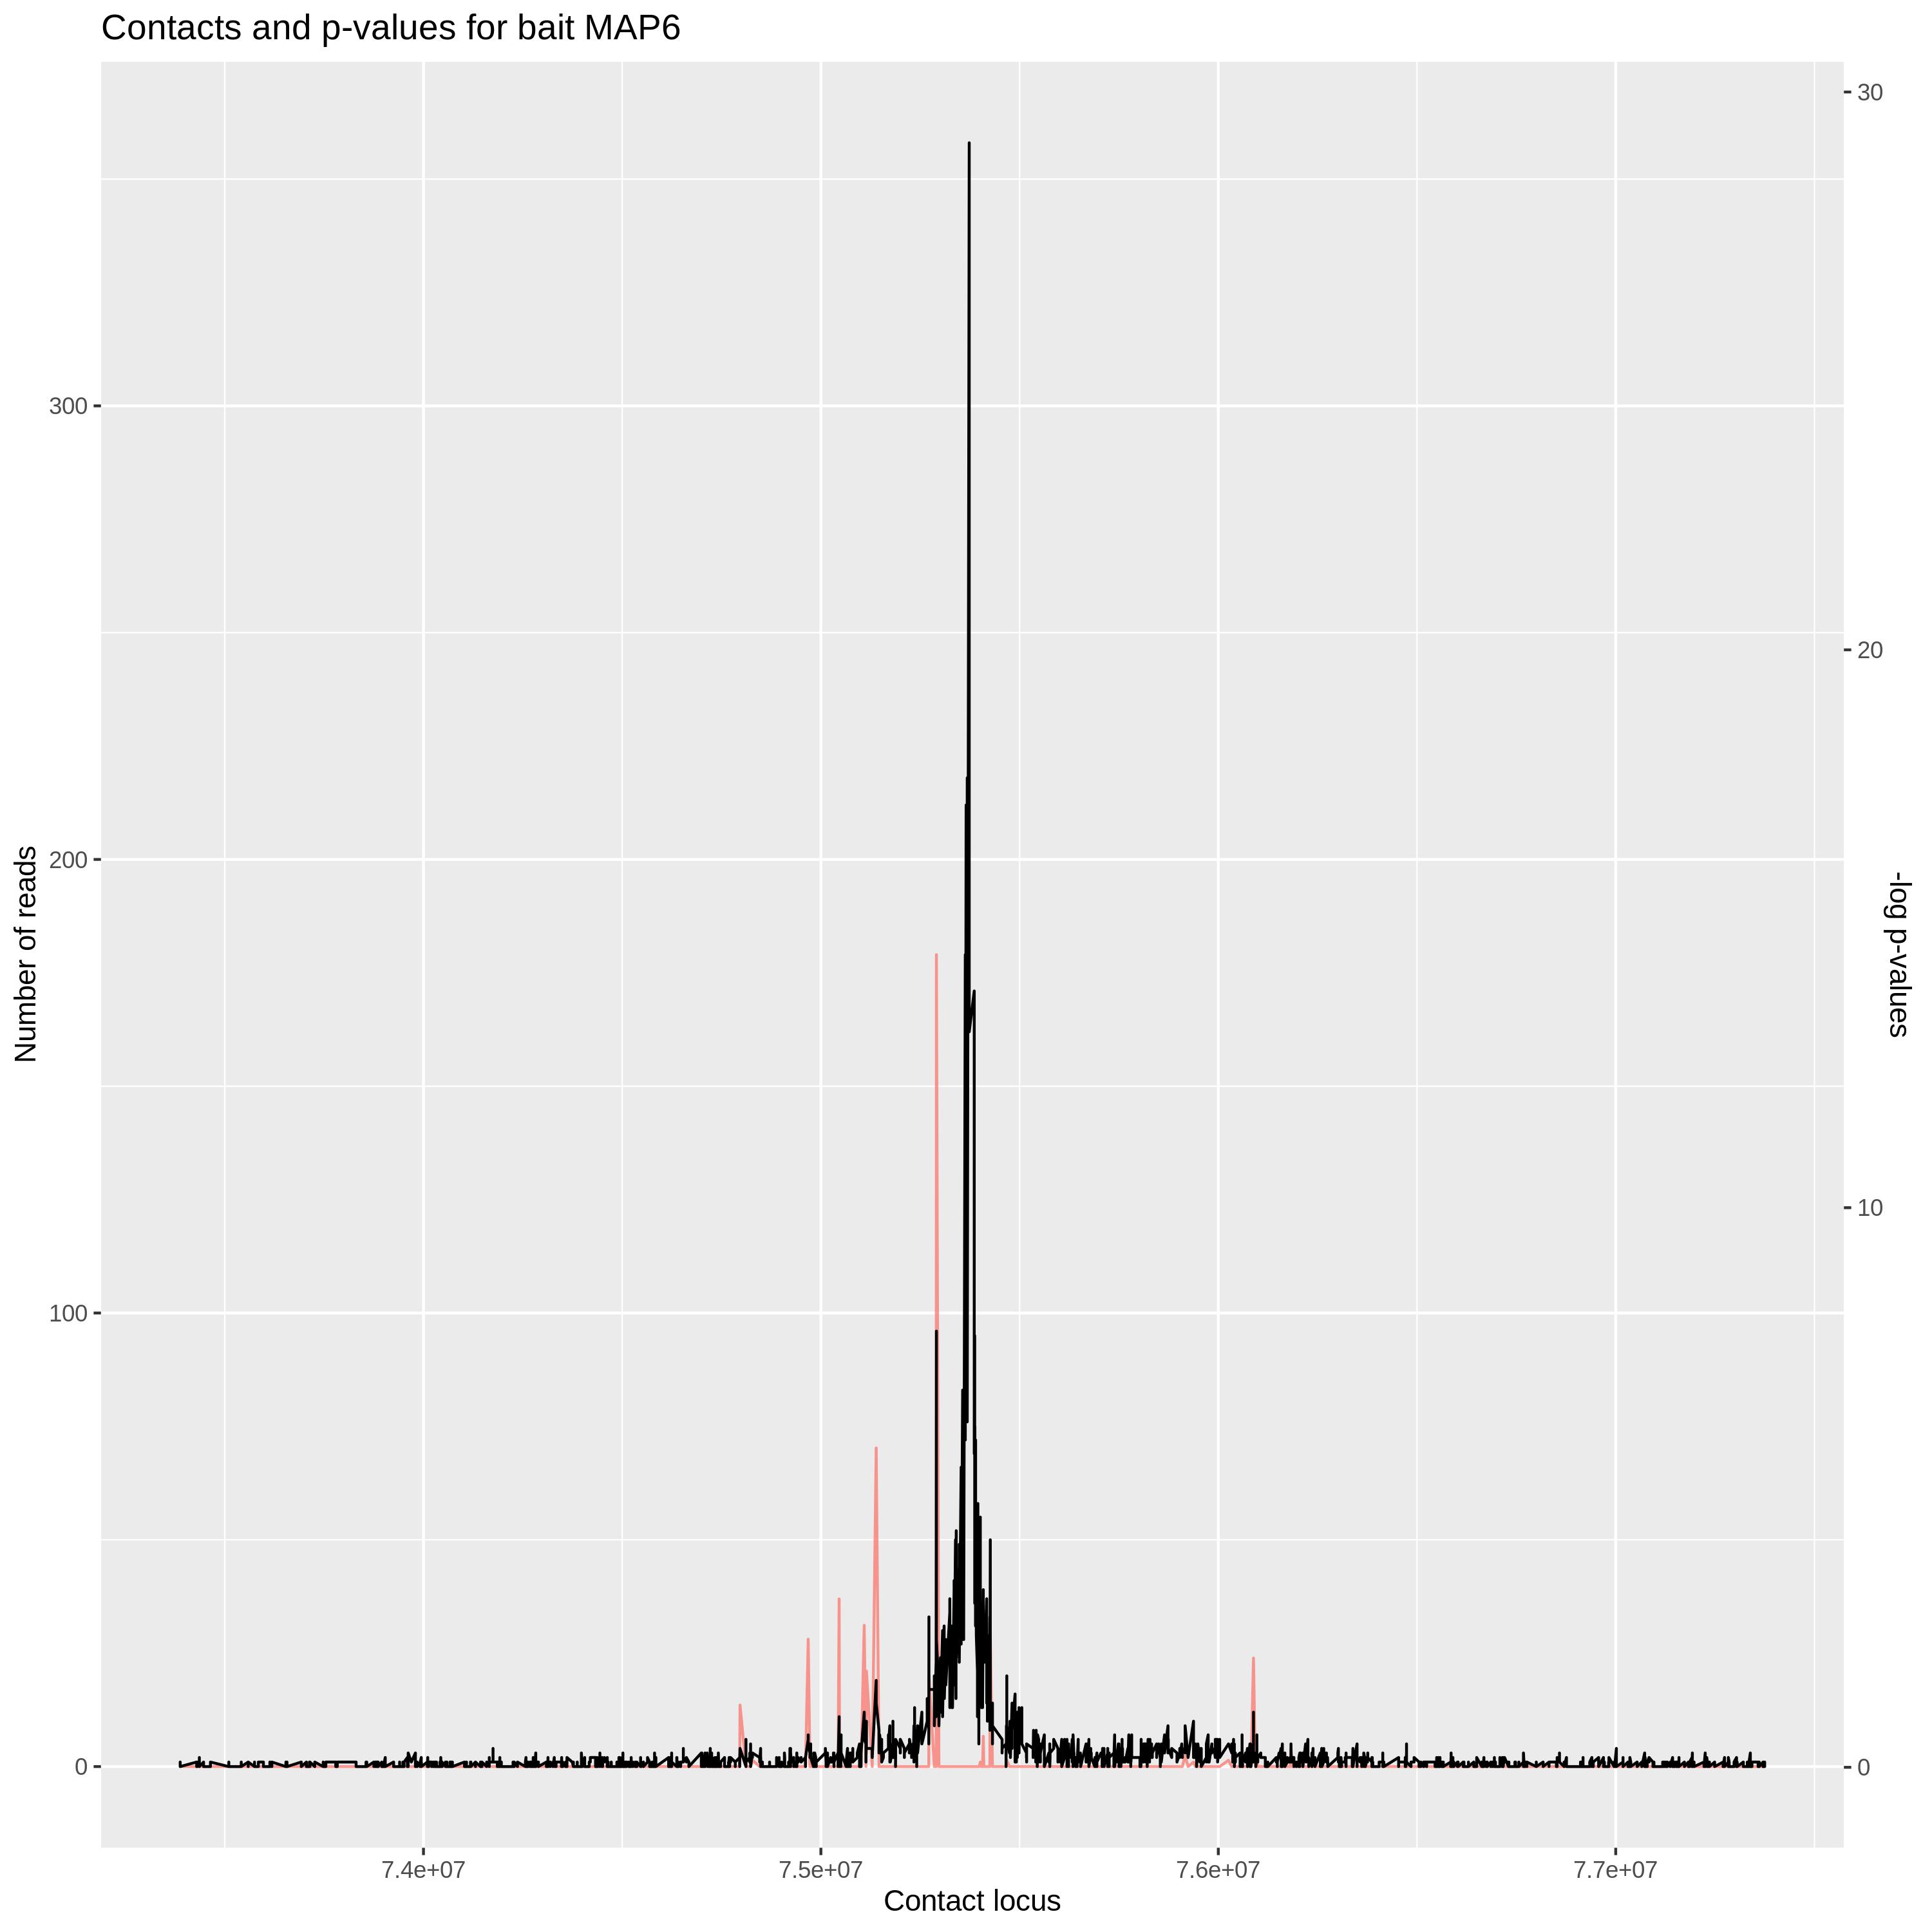 Contacts and p-values for bait MAP6
Number of reads
300
200
100
0
30
20
10
0
-log p-values
7.4e+07
7.5e+07
7.6e+07
7.7e+07
Contact locus